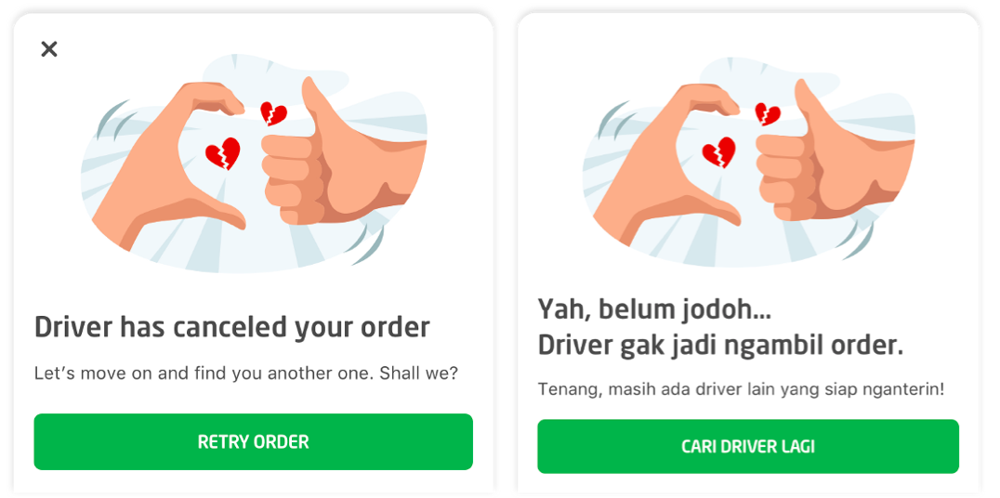 Driver has canceled your order
Let's move on and find you another one. Shall we?
RETRY ORDER
Yah, belum jodoh...
Driver gak jadi ngambil order.
Tenang, masih ada driver lain yang siap nganterin!
CARI DRIVER LAGI